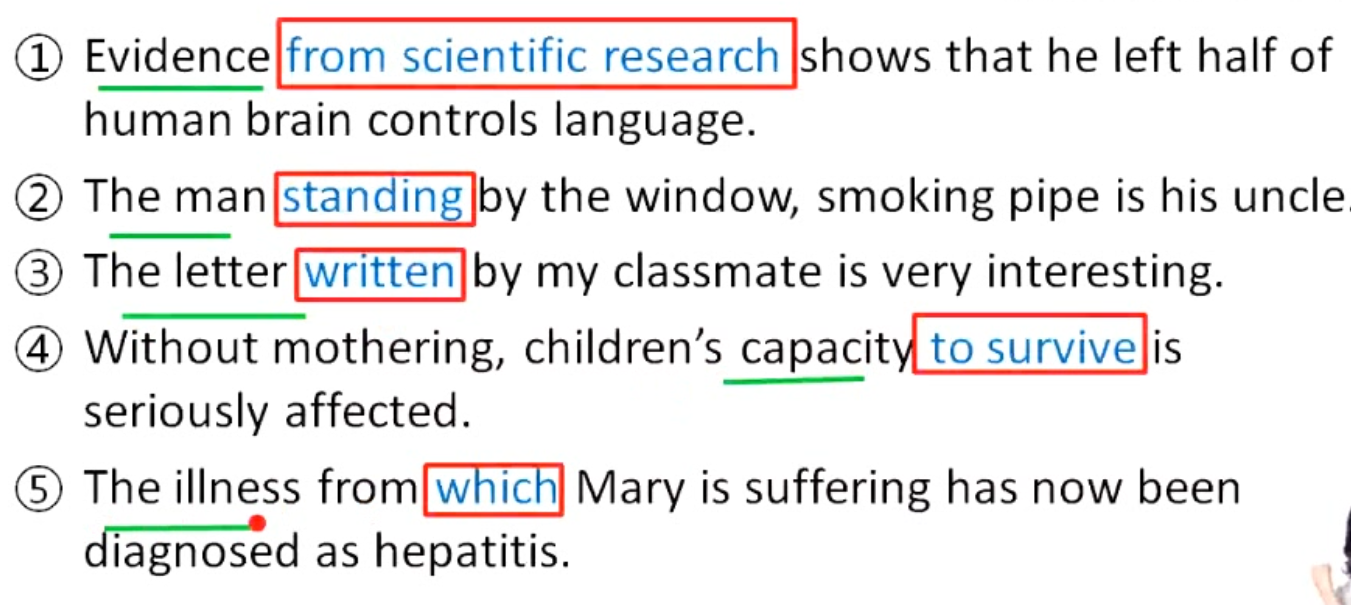 ① Evidence from scientific research shows that he left half of
human brain controls language.
② The man standing by the window, smoking pipe is his uncle.
③ The letter written by my classmate is very interesting.
④ Without mothering, children’s capacity to survive is
seriously affected.
⑤ The illness from which Mary is suffering has now been
diagnosed as hepatitis.